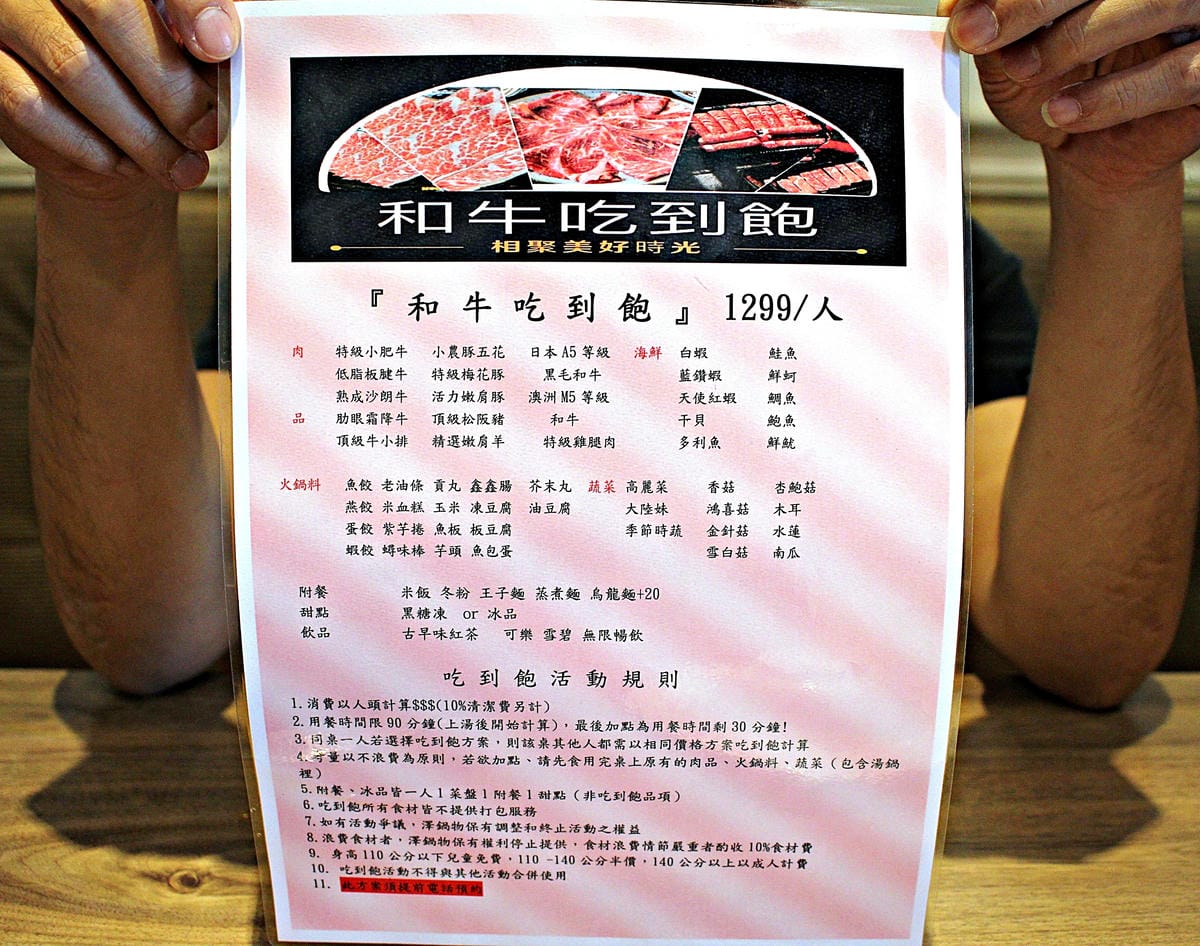 和牛吃到飽
相聚美好時光
『和牛吃到飽』 1299/人
肉 特級小肥牛 小農豚五花 日本A5等級 海鮮 白蝦 鮭魚
低脂板腱牛 特級梅花豚 黑毛和牛 藍鑽蝦 鮮蚵
熟成沙朗牛 活力嫩肩豚 澳洲M5等級 天使紅蝦 鯛魚
品 肋眼霜降牛 頂級松阪豬 和牛 干貝 鮑魚
頂級牛小排 精選嫩肩羊 特級雞腿肉 多利魚 鮮魷
火鍋料 魚餃 老油條 貢丸 鑫鑫腸 芥末丸 蔬菜 高麗菜 香菇 杏鮑菇
燕餃 米血糕 玉米 凍豆腐 油豆腐 大陸妹 鴻喜菇 木耳
蛋餃 紫芋捲 魚板 板豆腐 季節時蔬 金針菇 水蓮
蝦餃 蟳味棒 芋頭 魚包蛋 雪白菇 南瓜
附餐 米飯 冬粉 王子麵 蒸煮麵 烏龍麵+20
甜點 黑糖凍 or 冰品
飲品 古早味紅茶 可樂 雪碧 無限暢飲
吃到飽活動規則
1.消費以人頭計算$$$(10%清潔費另計)
2.用餐時間限90分鐘(上湯後開始計算)，最後加點為用餐時間剩30分鐘!
3.同桌一人若選擇吃到飽方案，則該桌其他人都需以相同價格方案吃到飽計算
4.量以不浪費為原則，若欲加點、請先食用完桌上原有的肉品、火鍋料、蔬菜（包含湯鍋
裡）
5.附餐、冰品皆一人1菜盤1附餐1甜點（非吃到飽品項）
6.吃到飽所有食材皆不提供打包服務
7.如有活動爭議，澤鍋物保有調整和終止活動之權益
8.浪費食材者，澤鍋物保有權利停止提供，食材浪費情節嚴重者酌收10%食材費
9. 身高110公分以下兒童免費，110-140公分半價，140公分以上以成人計費
10. 吃到飽活動不得與其他活動合併使用
11. 此方案須提前電話預約